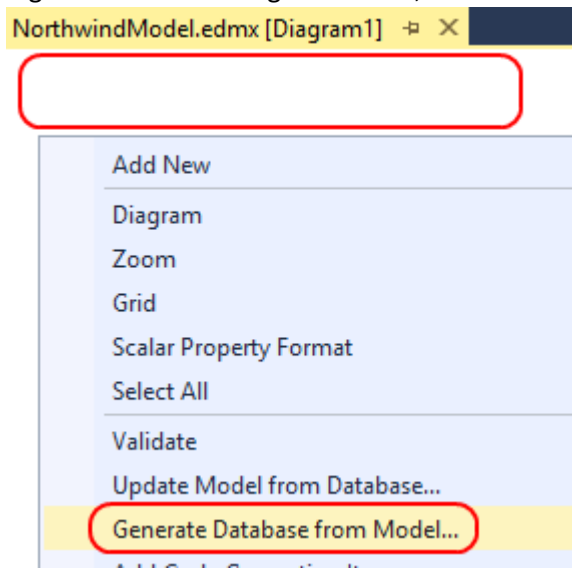 NorthwindModel.edmx [Diagram1]
Add New
Diagram
Zoom
Grid
Scalar Property Format
Select All
Validate
Update Model from Database...
Generate Database from Model...